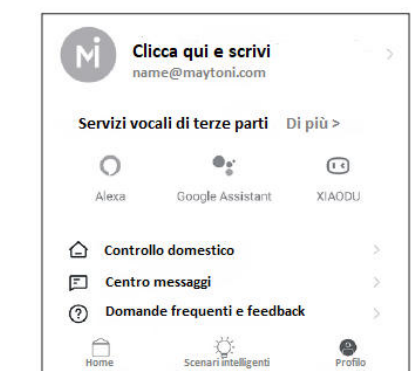 Mi
Clicca qui e scrivi >
name@maytoni.com
Servizi vocali di terze parti Di più >
Alexa Google Assistant XIAODU
Controllo domestico >
Centro messaggi >
Domande frequenti e feedback >
Home Scenari intelligenti Profilo